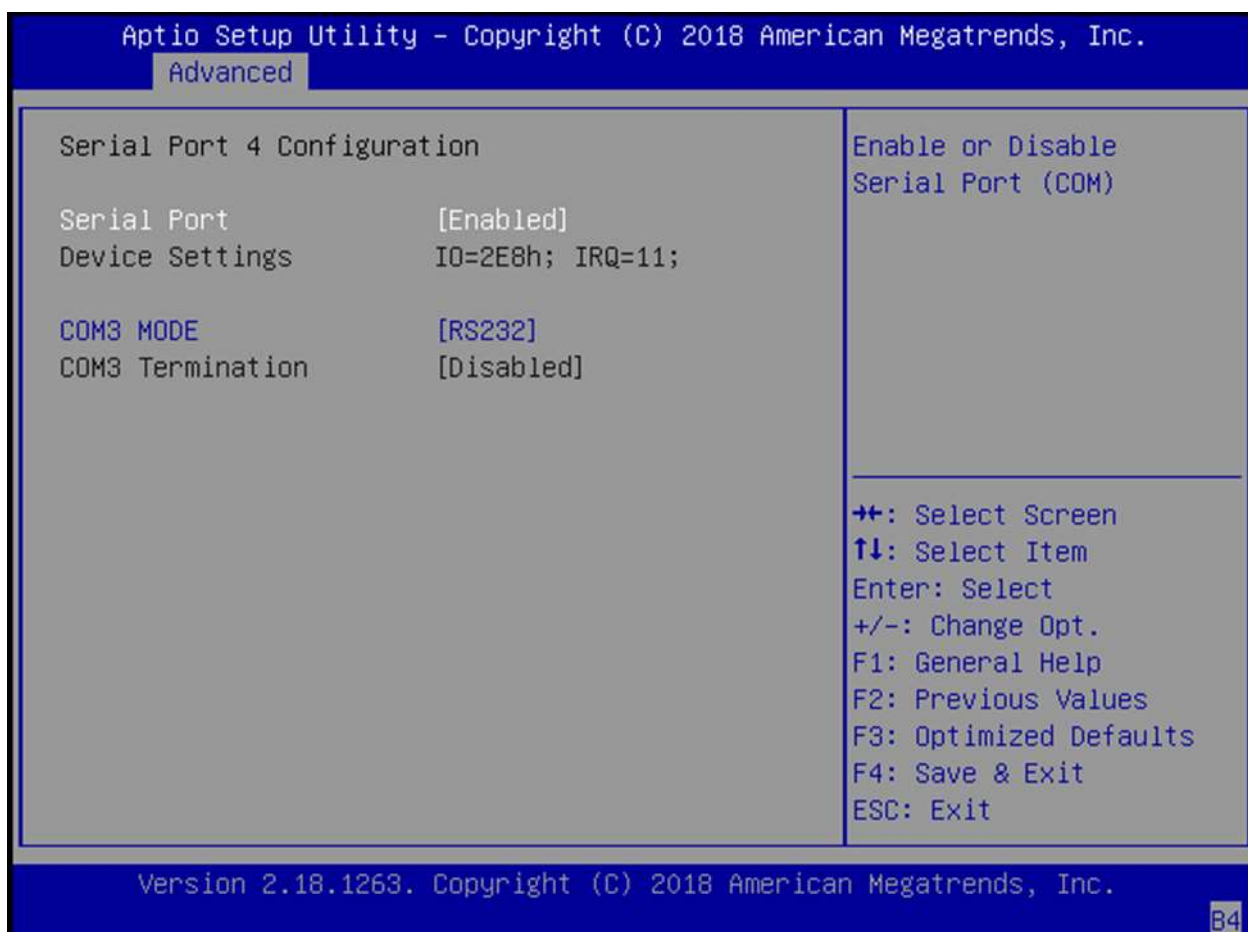 Aptio Setup Utility – Copyright (C) 2018 American Megatrends, Inc.
Advanced
Serial Port 4 Configuration
Serial Port [Enabled]
Device Settings IO=2E8h; IRQ=11;
COM3 MODE [RS232]
COM3 Termination [Disabled]
Enable or Disable
Serial Port (COM)
→←: Select Screen
↑↓: Select Item
Enter: Select
+/-: Change Opt.
F1: General Help
F2: Previous Values
F3: Optimized Defaults
F4: Save & Exit
ESC: Exit
Version 2.18.1263. Copyright (C) 2018 American Megatrends, Inc.
B4